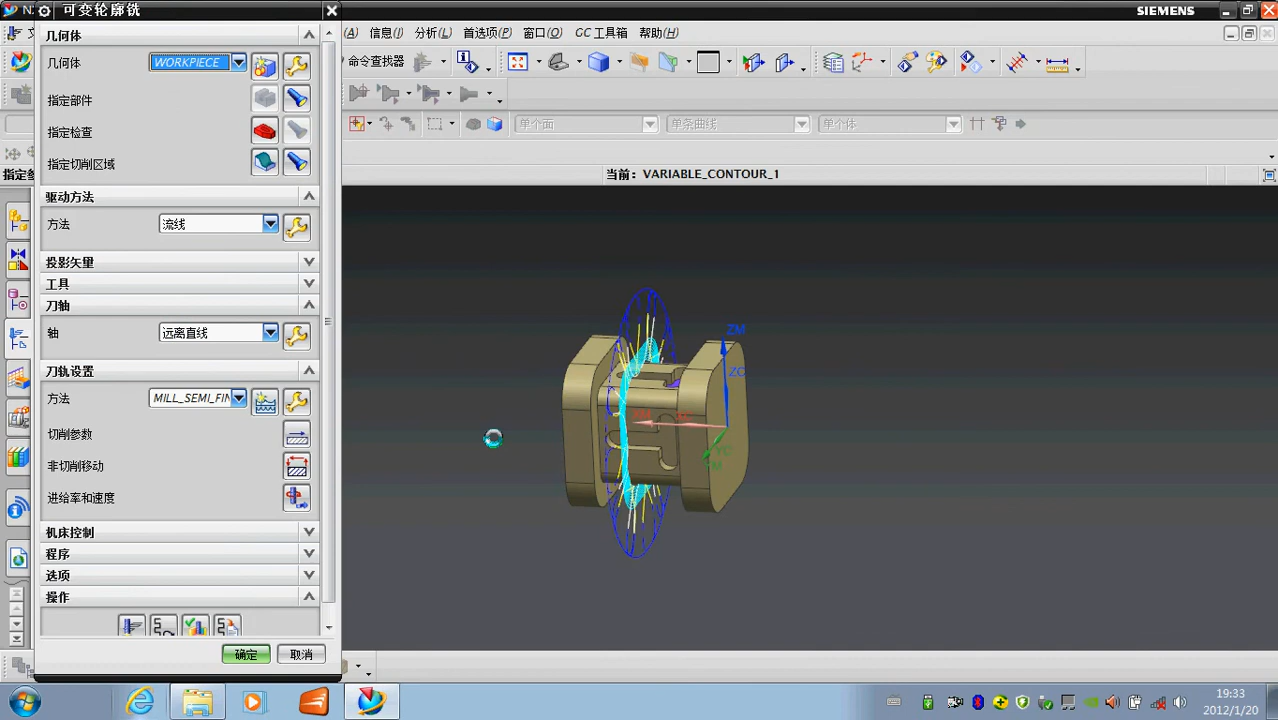 可变轮廓铣
SIEMENS
几何体
几何体 WORKPIECE
指定部件
指定检查
指定切削区域
驱动方法
方法 流线
投影矢量
工具
刀轴
轴 远离直线
刀轨设置
方法 MILL_SEMI_FIN
切削参数
非切削移动
进给率和速度
机床控制
程序
选项
操作
确定 取消
信息(I) 分析(L) 首选项(P) 窗口(O) CC 工具箱 帮助(H)
命令查找器
单个面 单条曲线 单个体
当前: VARIABLE_CONTOUR_1
ZM
ZC
YC
19:33
2012/1/20